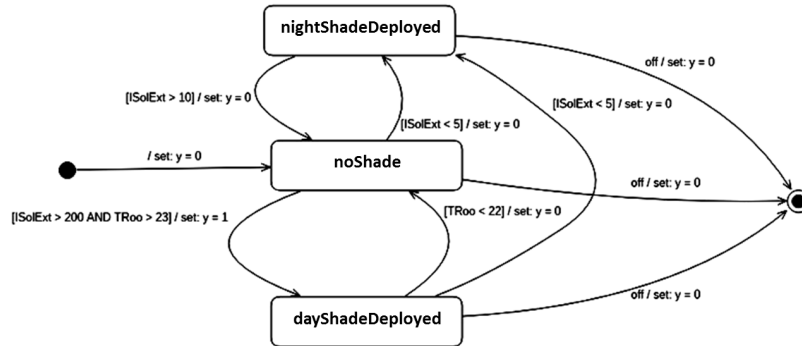 nightShadeDeployed
off / set: y = 0
[ISolExt > 10] / set: y = 0
[ISolExt < 5] / set: y = 0
[ISolExt < 5] / set: y = 0
/ set: y = 0
noShade
off / set: y = 0
[ISolExt > 200 AND TRoo > 23] / set: y = 1
[TRoo < 22] / set: y = 0
off / set: y = 0
dayShadeDeployed